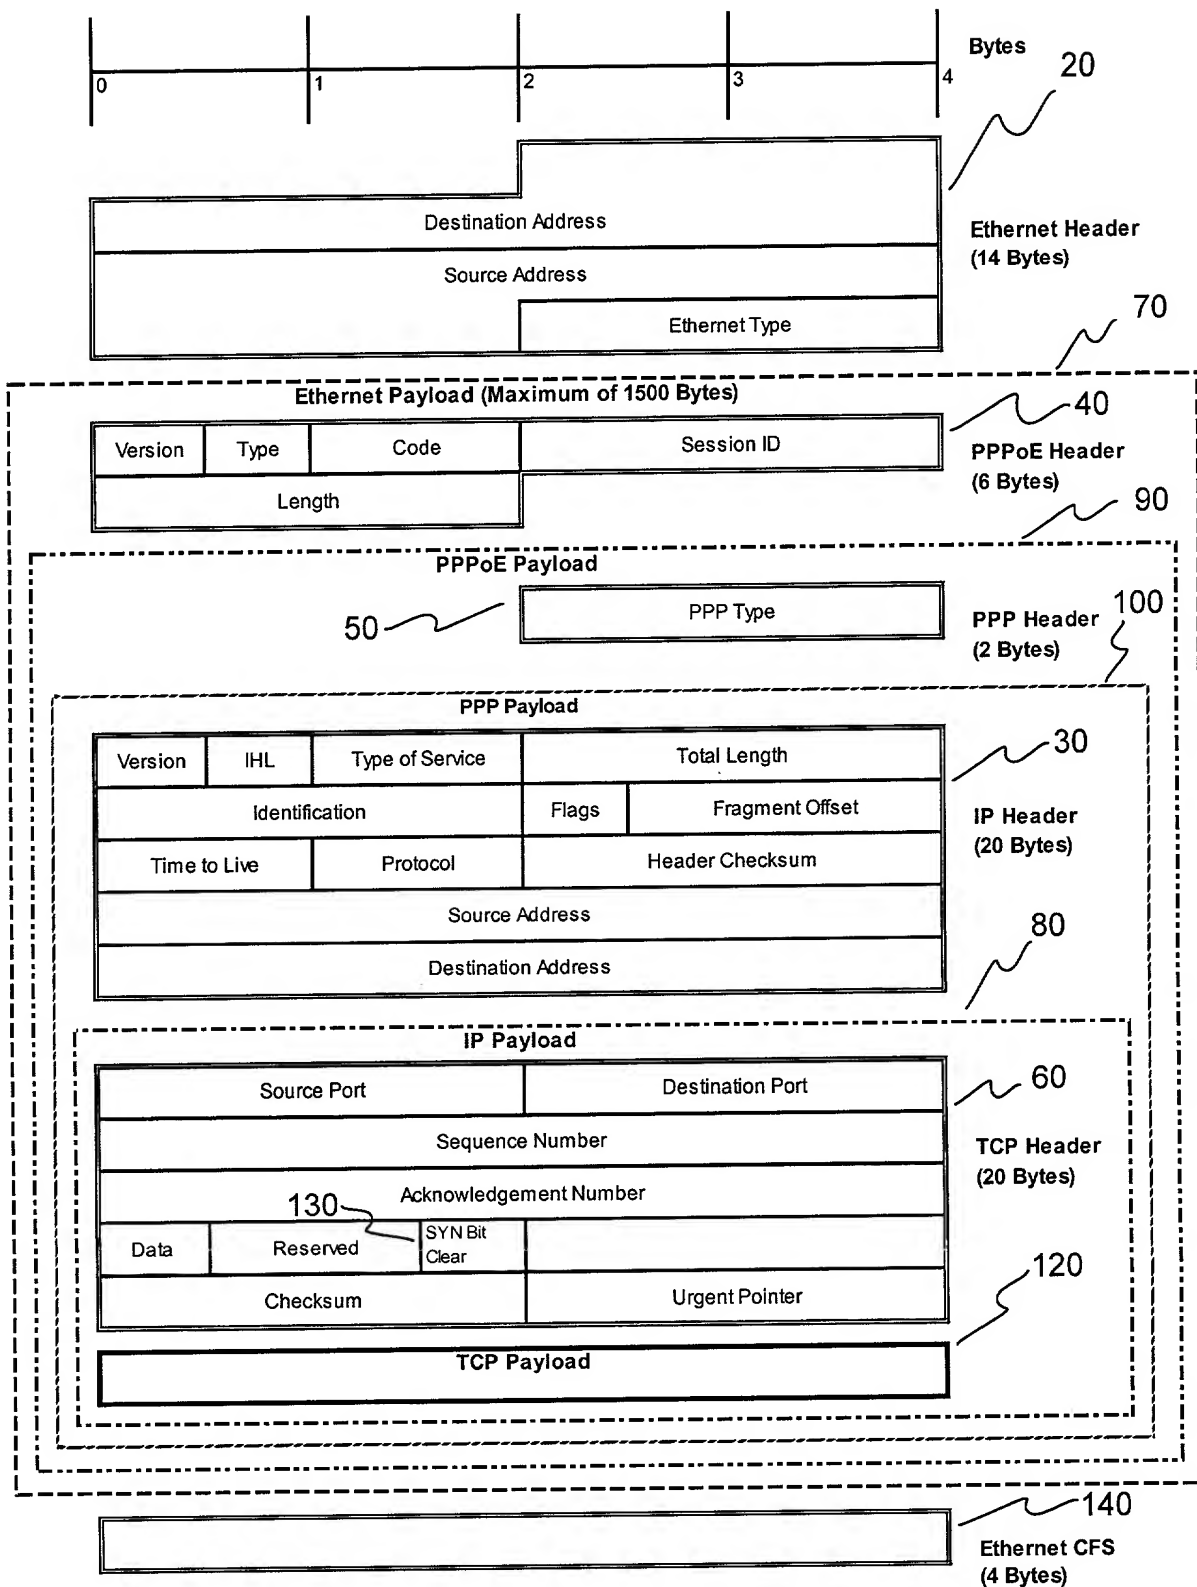 Bytes
0 1 2 3 4
20
Destination Address
Ethernet Header
(14 Bytes)
Source Address
Ethernet Type
70
Ethernet Payload (Maximum of 1500 Bytes)
40
Version Type Code Session ID
PPPoE Header
(6 Bytes)
Length
90
PPPoE Payload
50
PPP Type
100
PPP Header
(2 Bytes)
PPP Payload
30
Version IHL Type of Service Total Length
Identification Flags Fragment Offset
IP Header
(20 Bytes)
Time to Live Protocol Header Checksum
Source Address
80
Destination Address
IP Payload
60
Source Port Destination Port
Sequence Number
TCP Header
(20 Bytes)
Acknowledgement Number
130
Data Reserved SYN Bit
Clear
120
Checksum Urgent Pointer
TCP Payload
140
Ethernet CFS
(4 Bytes)